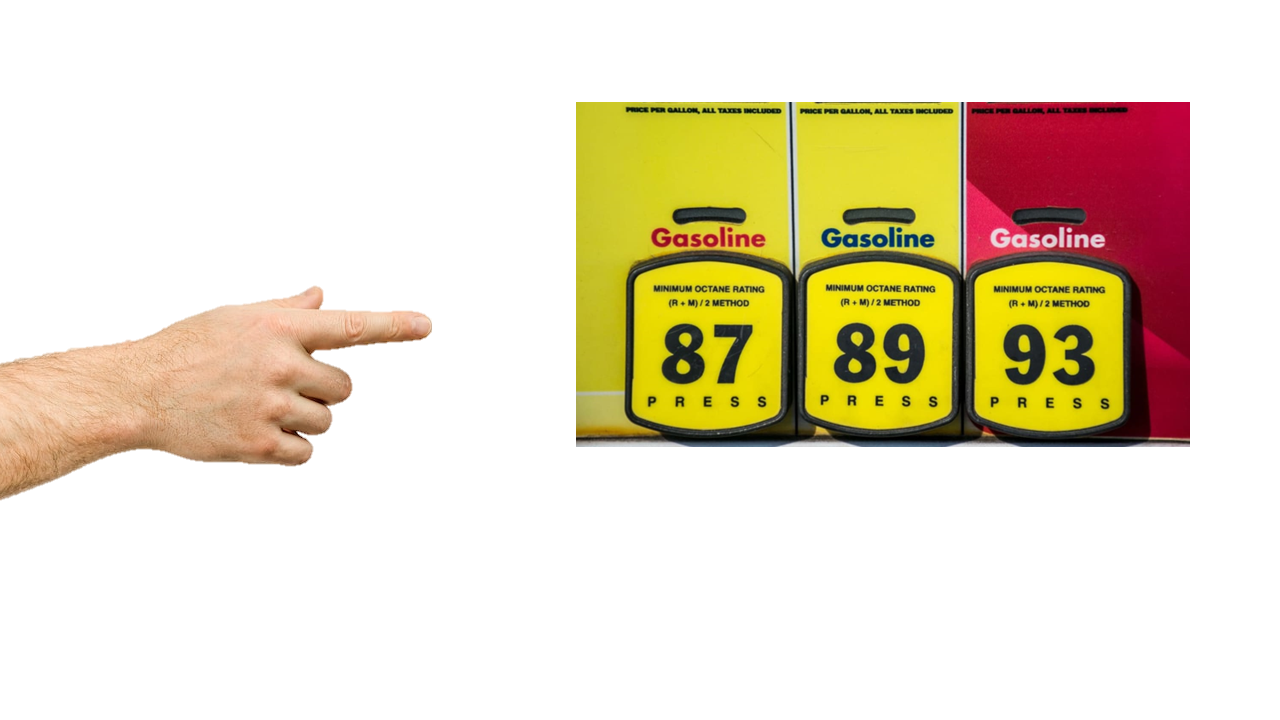 PRICE PER GALLON, ALL TAXES INCLUDED
PRICE PER GALLON, ALL TAXES INCLUDED
PRICE PER GALLON, ALL TAXES INCLUDED
Gasoline
MINIMUM OCTANE RATING
(R + M) / 2 METHOD
87
PRESS
Gasoline
MINIMUM OCTANE RATING
(R + M) / 2 METHOD
89
PRESS
Gasoline
MINIMUM OCTANE RATING
(R + M) / 2 METHOD
93
PRESS